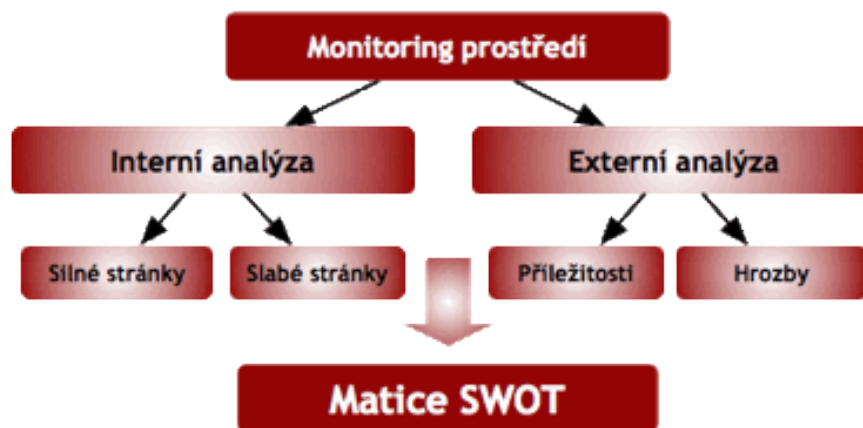 Monitoring prostředí
Interní analýza
Externí analýza
Silné stránky
Slabé stránky
Příležitosti
Hrozby
Matice SWOT